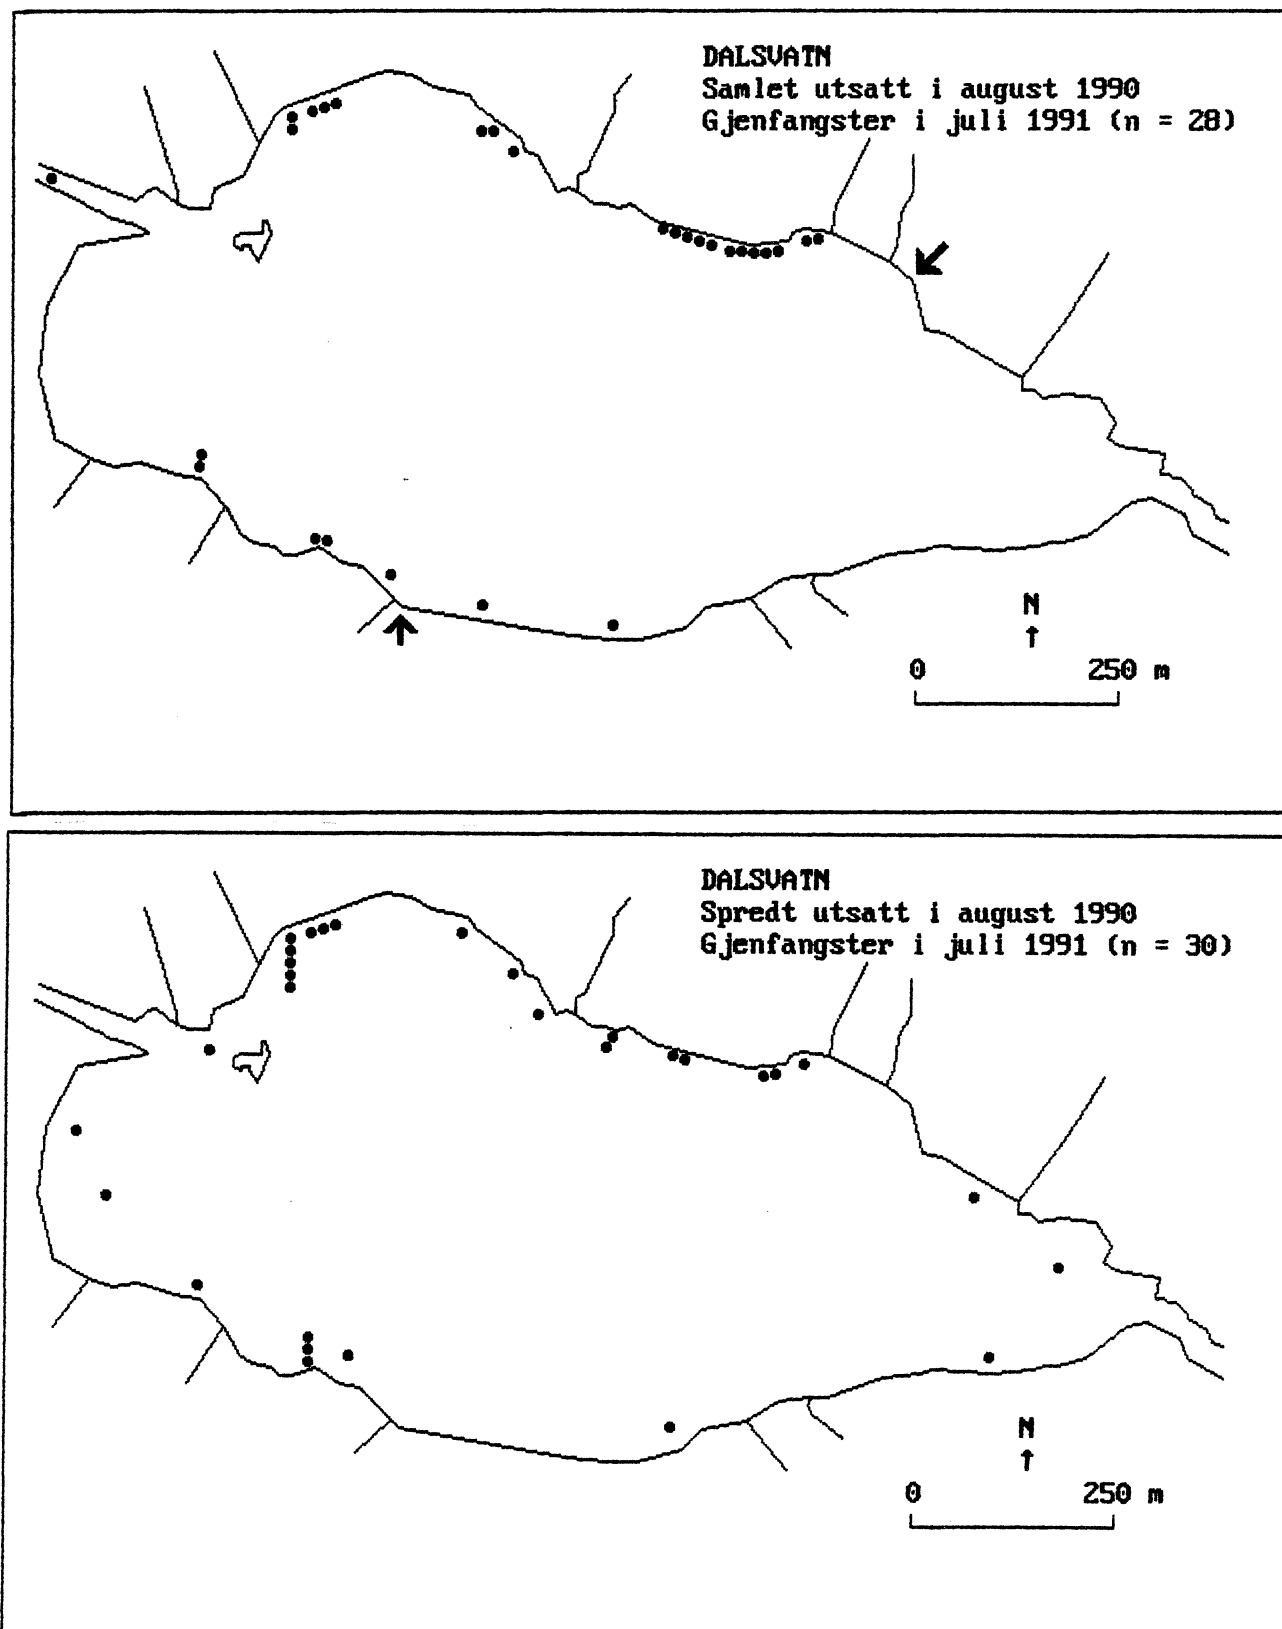 DALSVATN
Samlet utsatt i august 1990
Gjenfangster i juli 1991 (n = 28)
N
0 250 m
DALSVATN
Spredt utsatt i august 1990
Gjenfangster i juli 1991 (n = 30)
N
0 250 m